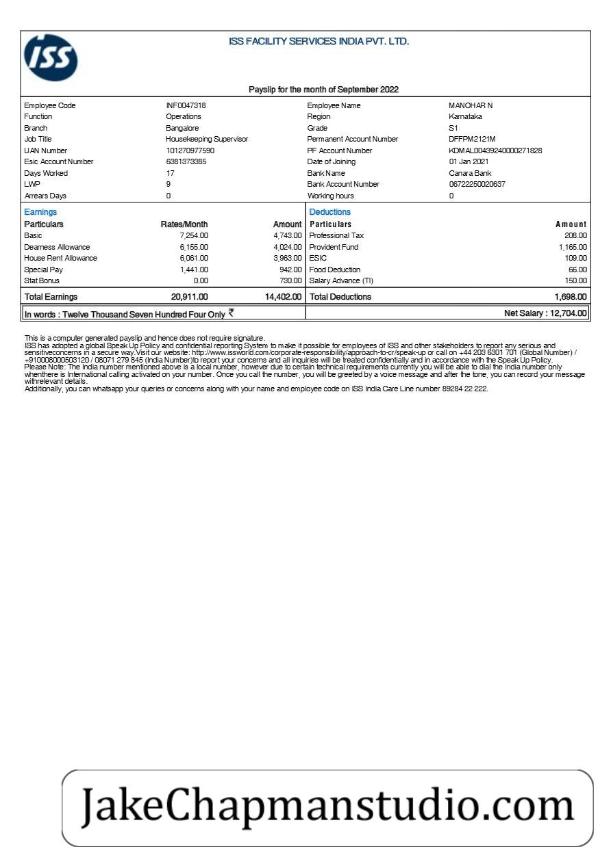 ISS
ISS FACILITY SERVICES INDIA PVT. LTD.
Payslip for the month of September 2022
Employee Code INF0047318 Employee Name MANOHAR N
Function Operations Region Karnataka
Branch Bangalore Grade S1
Job Title Housekeeping Supervisor Permanent Account Number DFFPM2121M
UAN Number 101270977590 PF Account Number KDMAL00439240000271828
Esic Account Number 6381373365 Date of Joining 01 Jan 2021
Days Worked 17 Bank Name Canara Bank
LWP 9 Bank Account Number 06722250020637
Arrears Days 0 Working hours 0
Earnings Deductions
Particulars Rates/Month Amount Particulars Amount
Basic 7,254.00 4,743.00 Professional Tax 208.00
Dearness Allowance 6,155.00 4,024.00 Provident Fund 1,165.00
House Rent Allowance 6,061.00 3,963.00 ESIC 109.00
Special Pay 1,441.00 942.00 Food Deduction 66.00
Stat Bonus 0.00 730.00 Salary Advance (TI) 150.00
Total Earnings 20,911.00 14,402.00 Total Deductions 1,698.00
In words : Twelve Thousand Seven Hundred Four Only ₹ Net Salary : 12,704.00
This is a computer generated payslip and hence does not require signature.
ISS has adopted a global Speak Up Policy and confidential reporting System to make it possible for employees of ISS and other stakeholders to report any serious and
sensitiveconcerns in a secure way.Visit our website: http://www.issworld.com/corporate-responsibility/approach-to-cr/speak-up or call on +44 203 6301 701 (Global Number) /
+910008000503120 / 08071 279 845 (India Number)to report your concerns and all inquiries will be treated confidentially and in accordance with the Speak Up Policy.
Please Note: The India number mentioned above is a local number, however due to certain technical requirements currently you will be able to dial the India number only
whenthere is International calling activated on your number. Once you call the number, you will be greeted by a voice message and after the tone, you can record your message
withrelevant details.
Additionally, you can whatsapp your queries or concerns along with your name and employee code on ISS India Care Line number 89284 22 222.
JakeChapmanstudio.com